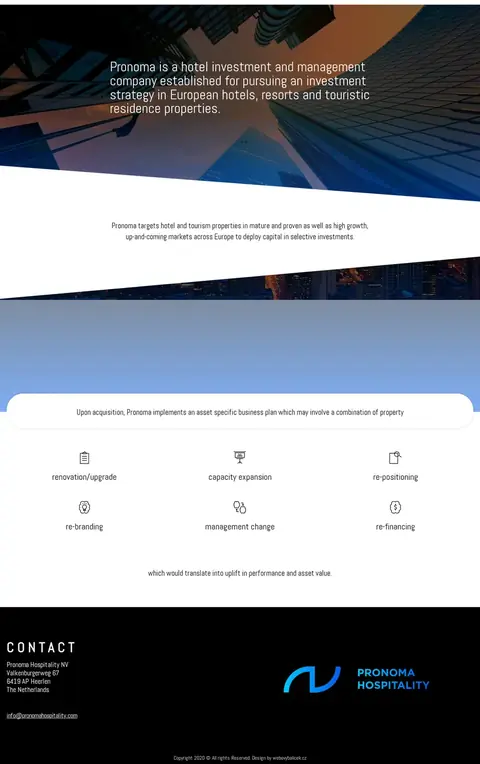 Pronoma is a hotel investment and management
company established for pursuing an investment
strategy in European hotels, resorts and touristic
residence properties.
Pronoma targets hotel and tourism properties in mature and proven as well as high growth,
up-and-coming markets across Europe to deploy capital in selective investments.
Upon acquisition, Pronoma implements an asset specific business plan which may involve a combination of property
renovation/upgrade
capacity expansion
re-positioning
re-branding
management change
re-financing
which would translate into uplift in performance and asset value.
CONTACT
Pronoma Hospitality NV
Valkenburgerweg 67
6419 AP Heerlen
The Netherlands
info@pronomahospitality.com
PRONOMA
HOSPITALITY
Copyright 2020 © All rights Reserved. Design by webovybalicek.cz